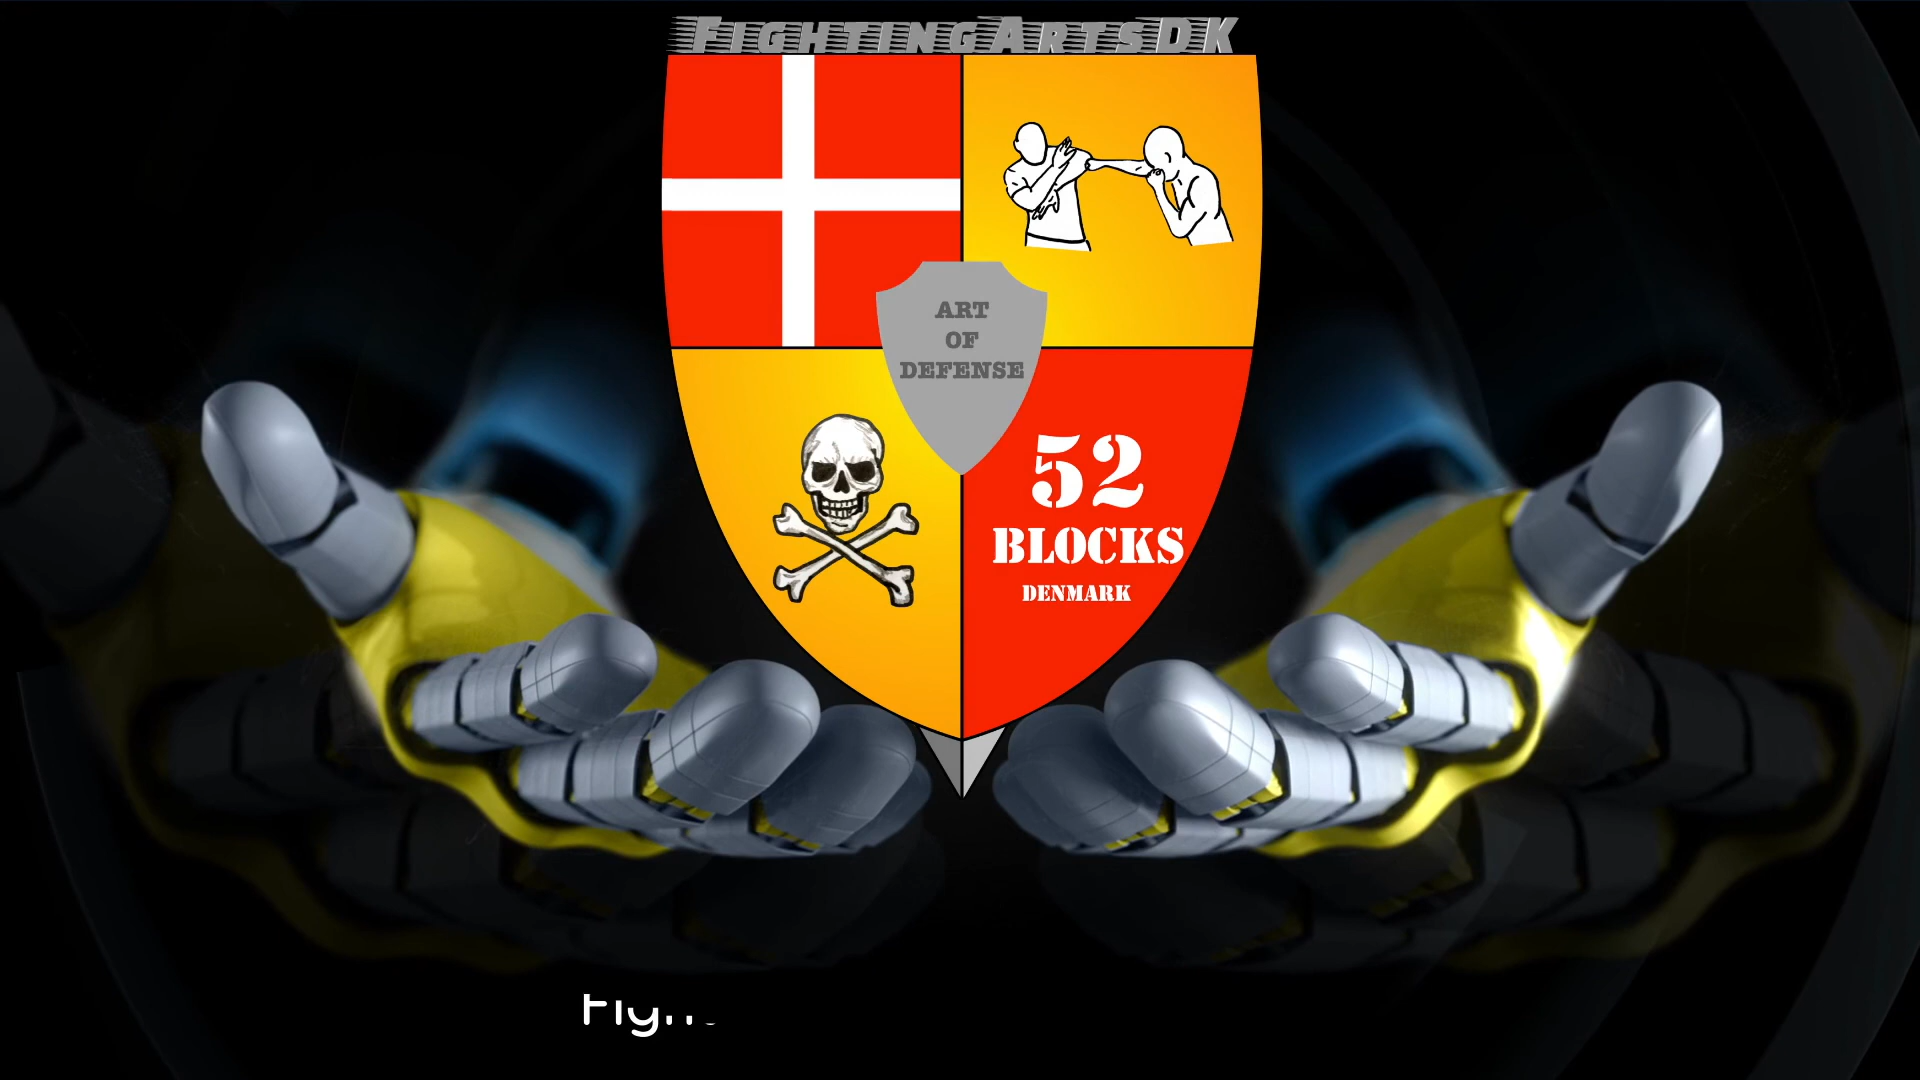 FightingArtsDK
ART
OF
DEFENSE
52
BLOCKS
DENMARK